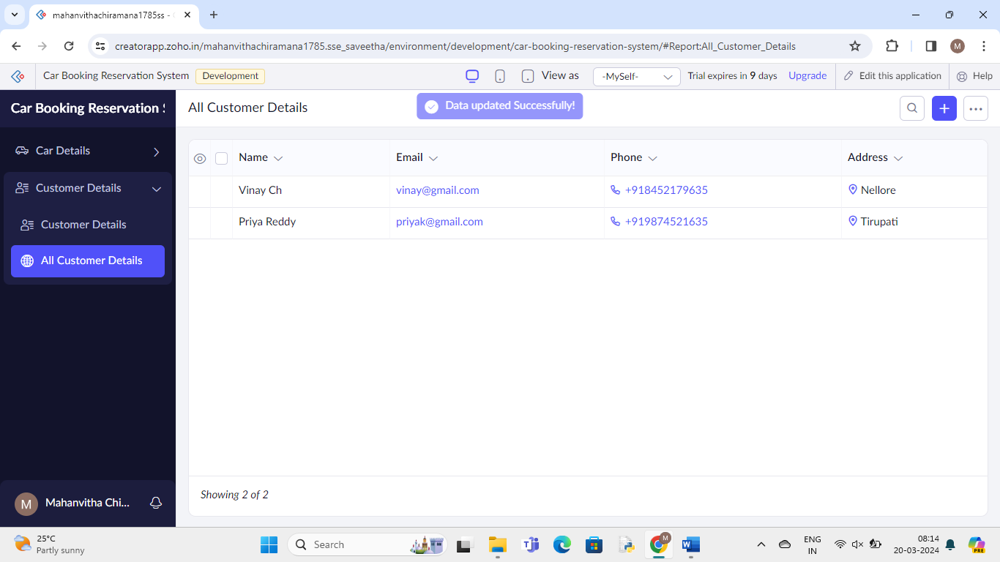 mahanvithachiramana1785ss -
creatorapp.zoho.in/mahanvithachiramana1785.sse_saveetha/environment/development/car-booking-reservation-system/#Report:All_Customer_Details
M
Car Booking Reservation System
Development
View as
-MySelf-
Trial expires in 9 days
Upgrade
Edit this application
Help
Car Booking Reservation
All Customer Details
Data updated Successfully!
Car Details
Customer Details
Customer Details
All Customer Details
Name Email Phone Address
Vinay Ch vinay@gmail.com +918452179635 Nellore
Priya Reddy priyak@gmail.com +919874521635 Tirupati
Showing 2 of 2
M
Mahanvitha Chi...
25°C
Partly sunny
Search
M
ENG
IN
08:14
20-03-2024
PRE